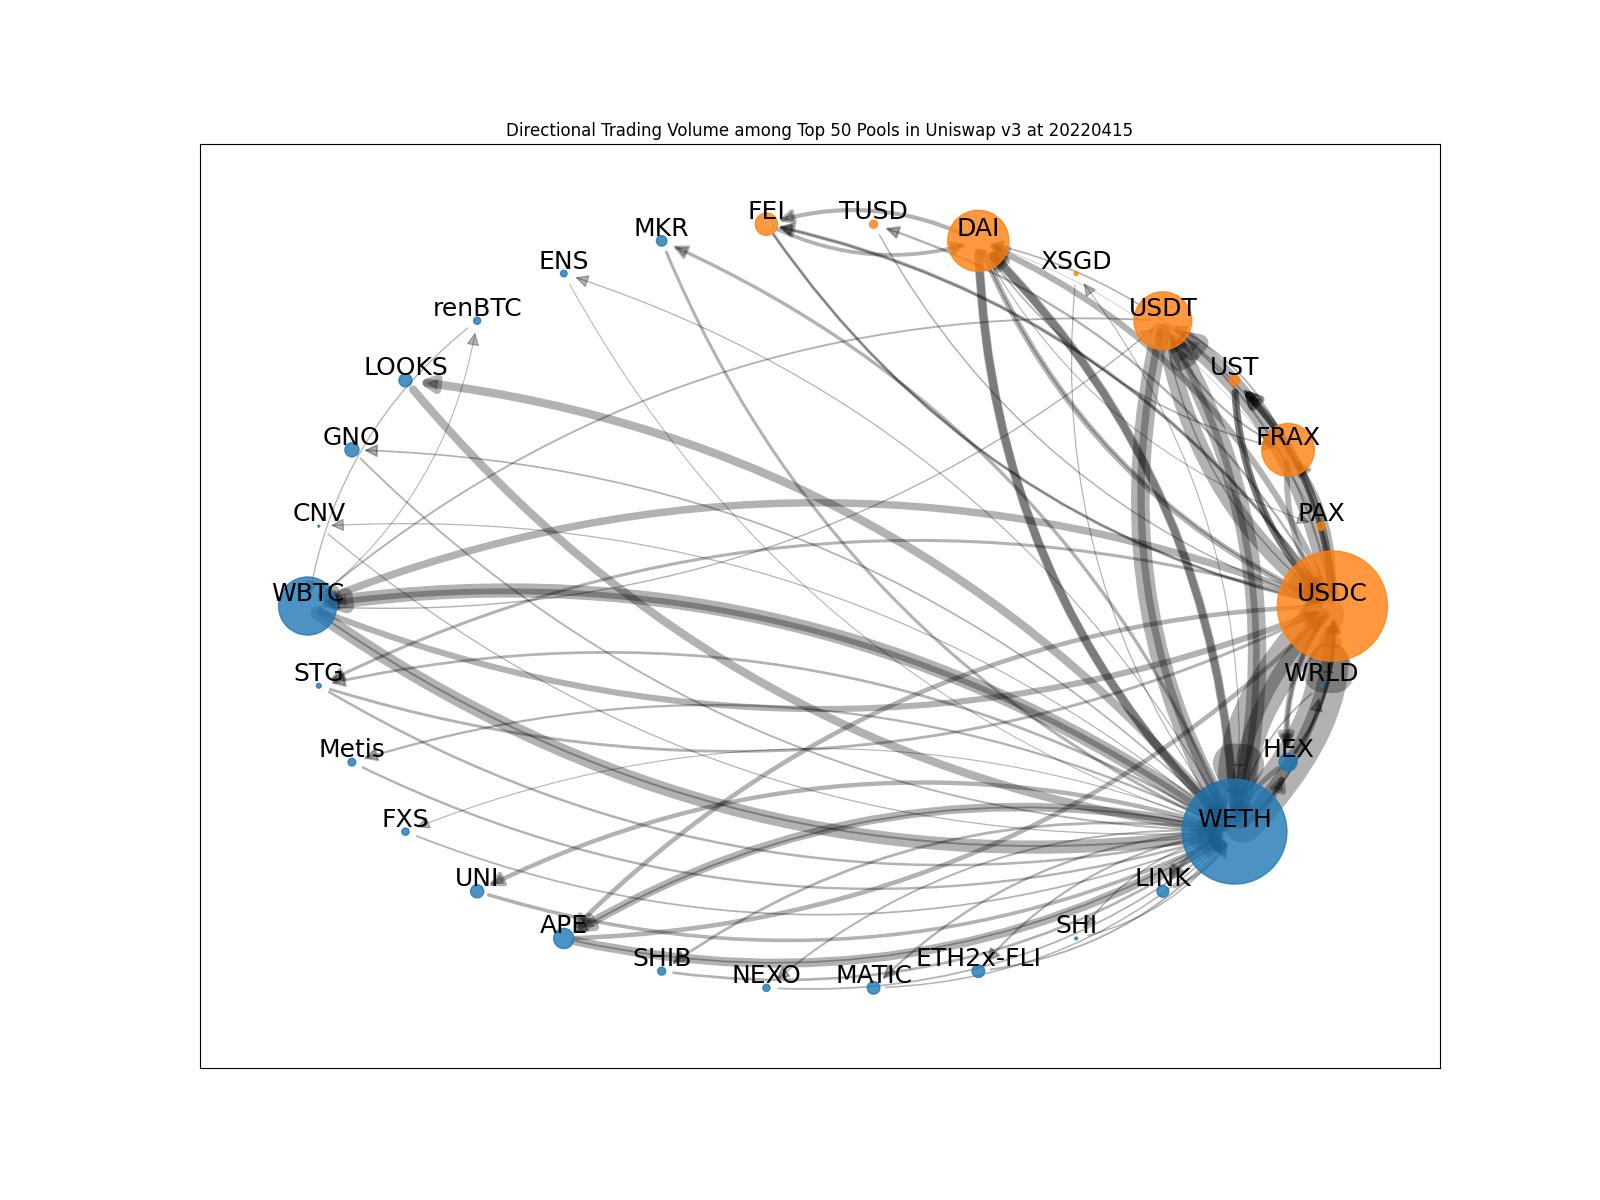 Directional Trading Volume among Top 50 Pools in Uniswap v3 at 20220415
FEI
TUSD
MKR
DAI
ENS
XSGD
renBTC
USDT
LOOKS
UST
GNO
FRAX
CNV
PAX
WBTC
USDC
STG
WRLD
Metis
HEX
FXS
WETH
UNI
LINK
APE
SHI
SHIB
ETH2x-FLI
NEXO
MATIC